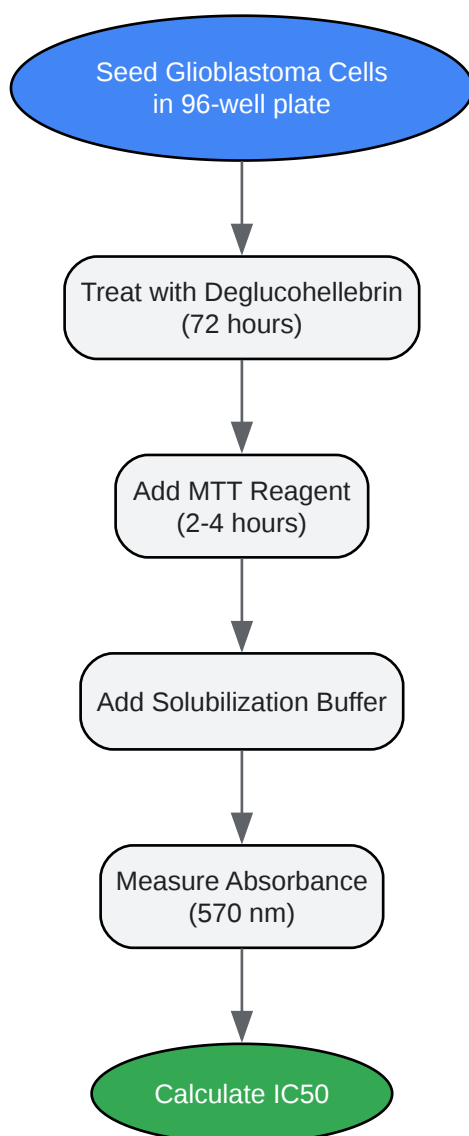 Seed Glioblastoma Cells
in 96-well plate
Treat with Deglucohellebrin
(72 hours)
Add MTT Reagent
(2-4 hours)
Add Solubilization Buffer
Measure Absorbance
(570 nm)
Calculate IC50